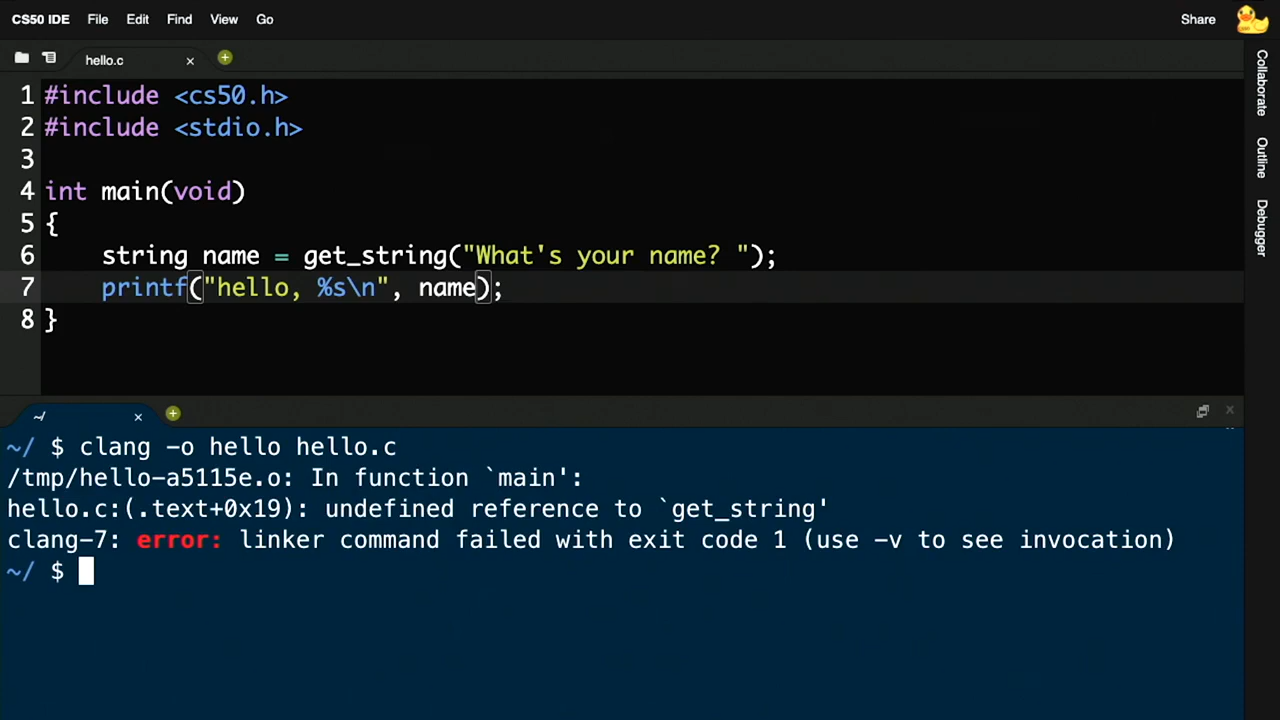 CS50 IDE File Edit Find View Go Share
hello.c
1 #include <cs50.h>
2 #include <stdio.h>
3
4 int main(void)
5 {
6     string name = get_string("What's your name? ");
7     printf("hello, %s\n", name);
8 }
Collaborate
Outline
Debugger
~/
~/ $ clang -o hello hello.c
/tmp/hello-a5115e.o: In function `main':
hello.c:(.text+0x19): undefined reference to `get_string'
clang-7: error: linker command failed with exit code 1 (use -v to see invocation)
~/ $